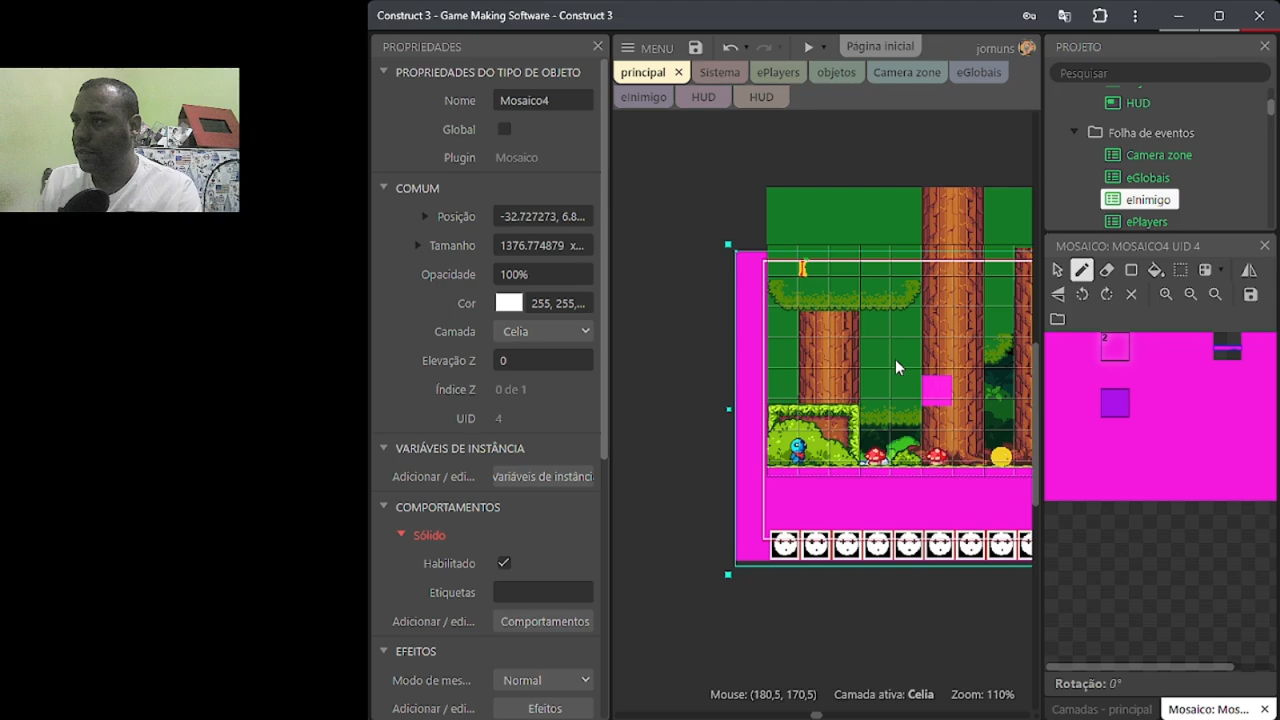 Construct 3 - Game Making Software - Construct 3
PROPRIEDADES
MENU
Página inicial
jornuns
PROJETO
PROPRIEDADES DO TIPO DE OBJETO
principal
Sistema
ePlayers
objetos
Camera zone
eGlobais
Pesquisar
Nome
Mosaico4
eInimigo
HUD
HUD
HUD
Global
Folha de eventos
Plugin
Mosaico
Camera zone
eGlobais
COMUM
eInimigo
Posição
-32.727273, 6.8...
ePlayers
Tamanho
1376.774879 x...
MOSAICO: MOSAICO4 UID 4
Opacidade
100%
Cor
255, 255,...
Camada
Celia
2
Elevação Z
0
Índice Z
0 de 1
UID
4
VARIÁVEIS DE INSTÂNCIA
Adicionar / edi...
variáveis de instânci
COMPORTAMENTOS
Sólido
Habilitado
Etiquetas
Adicionar / edi...
Comportamentos
EFEITOS
Modo de mes...
Normal
Mouse: (180,5, 170,5)
Camada ativa: Celia
Zoom: 110%
Rotação: 0°
Adicionar / edi...
Efeitos
Camadas - principal
Mosaico: Mos...